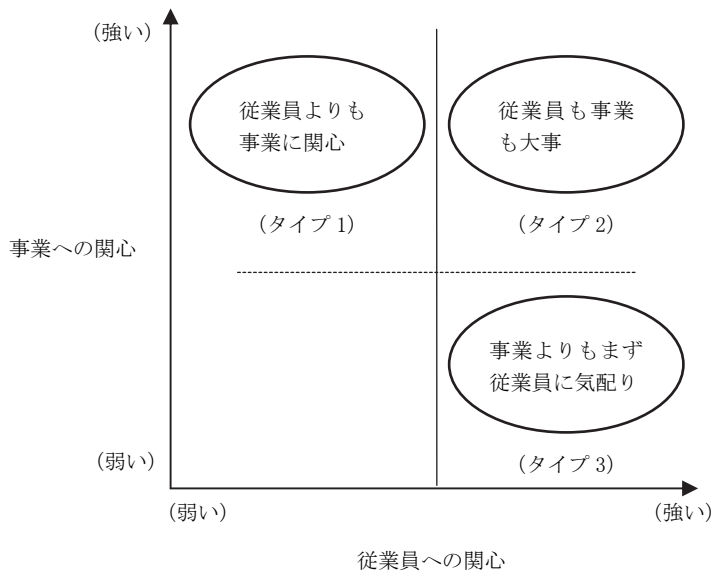 (強い)
従業員よりも
事業に関心
従業員も事業
も大事
(タイプ 1)
(タイプ 2)
事業への関心
事業よりもまず
従業員に気配り
(弱い)
(タイプ 3)
(弱い)
(強い)
従業員への関心